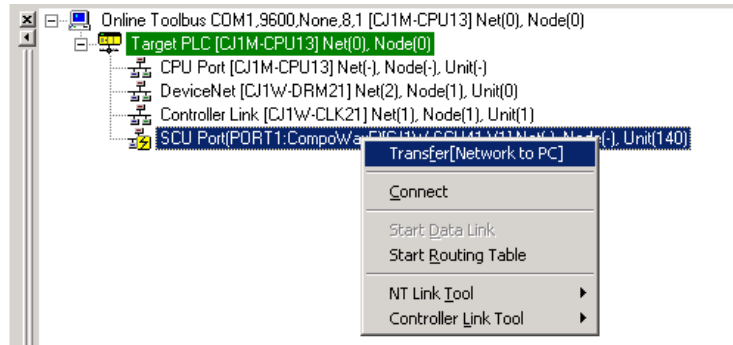 Online Toolbus COM1,9600,None,8,1 [CJ1M-CPU13] Net(0), Node(0)
Target PLC [CJ1M-CPU13] Net(0), Node(0)
CPU Port [CJ1M-CPU13] Net(-), Node(-), Unit(-)
DeviceNet [CJ1W-DRM21] Net(2), Node(1), Unit(0)
Controller Link [CJ1W-CLK21] Net(1), Node(1), Unit(1)
SCU Port(PORT1:CompoWay Unit(140)
Transfer[Network to PC]
Connect
Start Data Link
Start Routing Table
NT Link Tool
Controller Link Tool